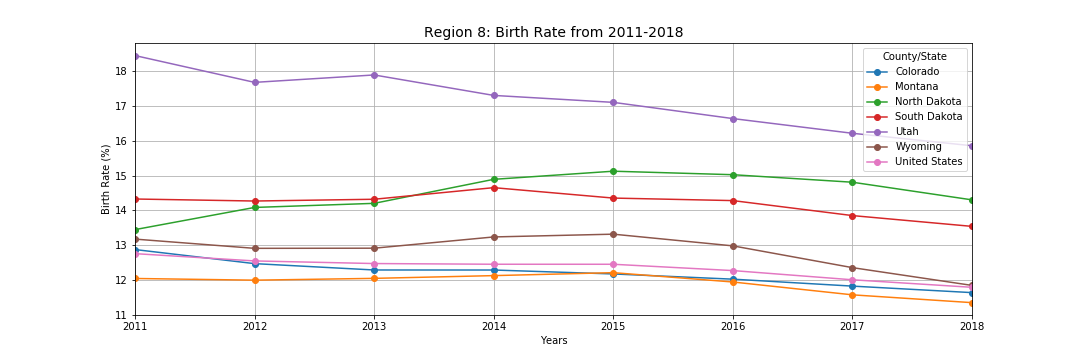 Region 8: Birth Rate from 2011-2018
18
17
16
15
14
13
12
11
Birth Rate (%)
County/State
Colorado
Montana
North Dakota
South Dakota
Utah
Wyoming
United States
2011 2012 2013 2014 2015 2016 2017 2018
Years